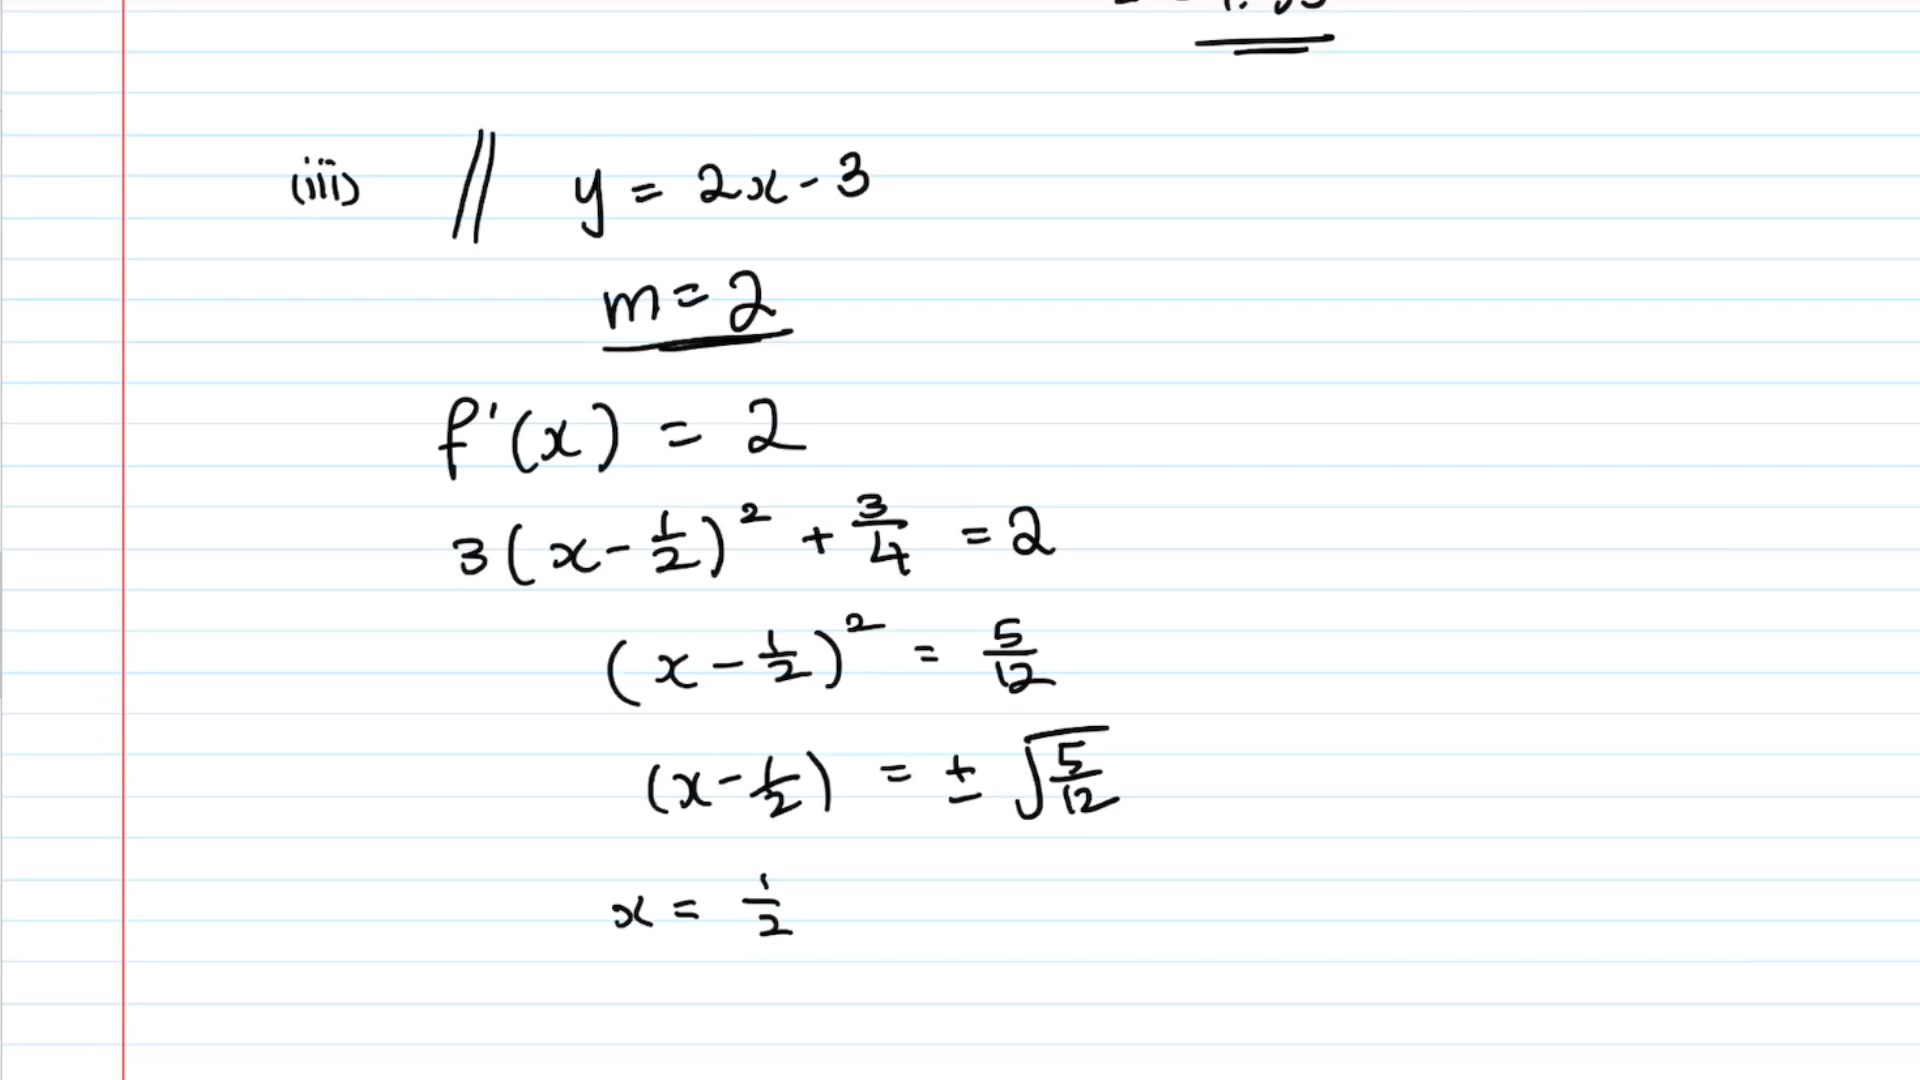 (iii) // y = 2x - 3
m = 2
f'(x) = 2
3(x - 1/2)² + 3/4 = 2
(x - 1/2)² = 5/12
(x - 1/2) = ± √(5/12)
x = 1/2